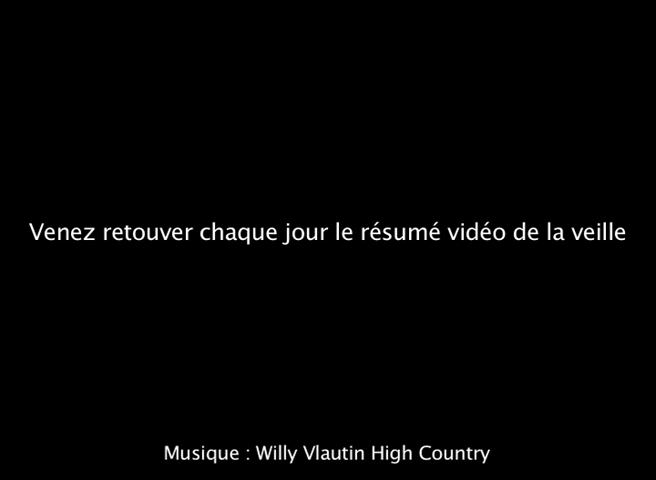 Venez retouver chaque jour le résumé vidéo de la veille
Musique : Willy Vlautin High Country